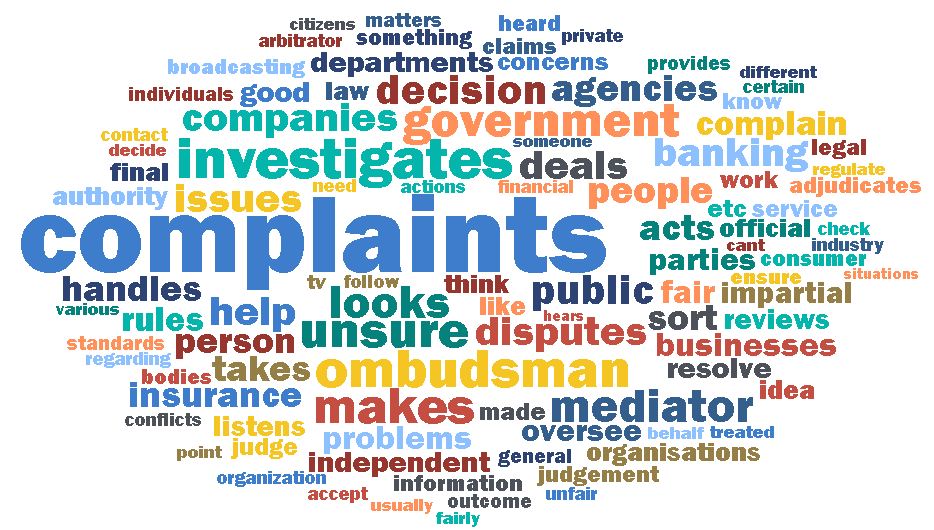 citizens matters heard
arbitrator something claims private
broadcasting departments concerns provides different
individuals good law decision agencies know certain
companies government complain
contact decide investigates someone deals banking legal
final regulate
authority issues need actions financial people work adjudicates
complaints etc service
acts official check
cant industry
parties consumer
handles tv follow think public fair ensure situations
impartial
various rules help looks like hears sort reviews
standards person unsure disputes businesses
regarding
bodies takes ombudsman resolve
insurance makes made mediator idea
conflicts listens problems oversee behalf treated
point judge independent general organisations
organization information judgement
accept usually outcome unfair
fairly